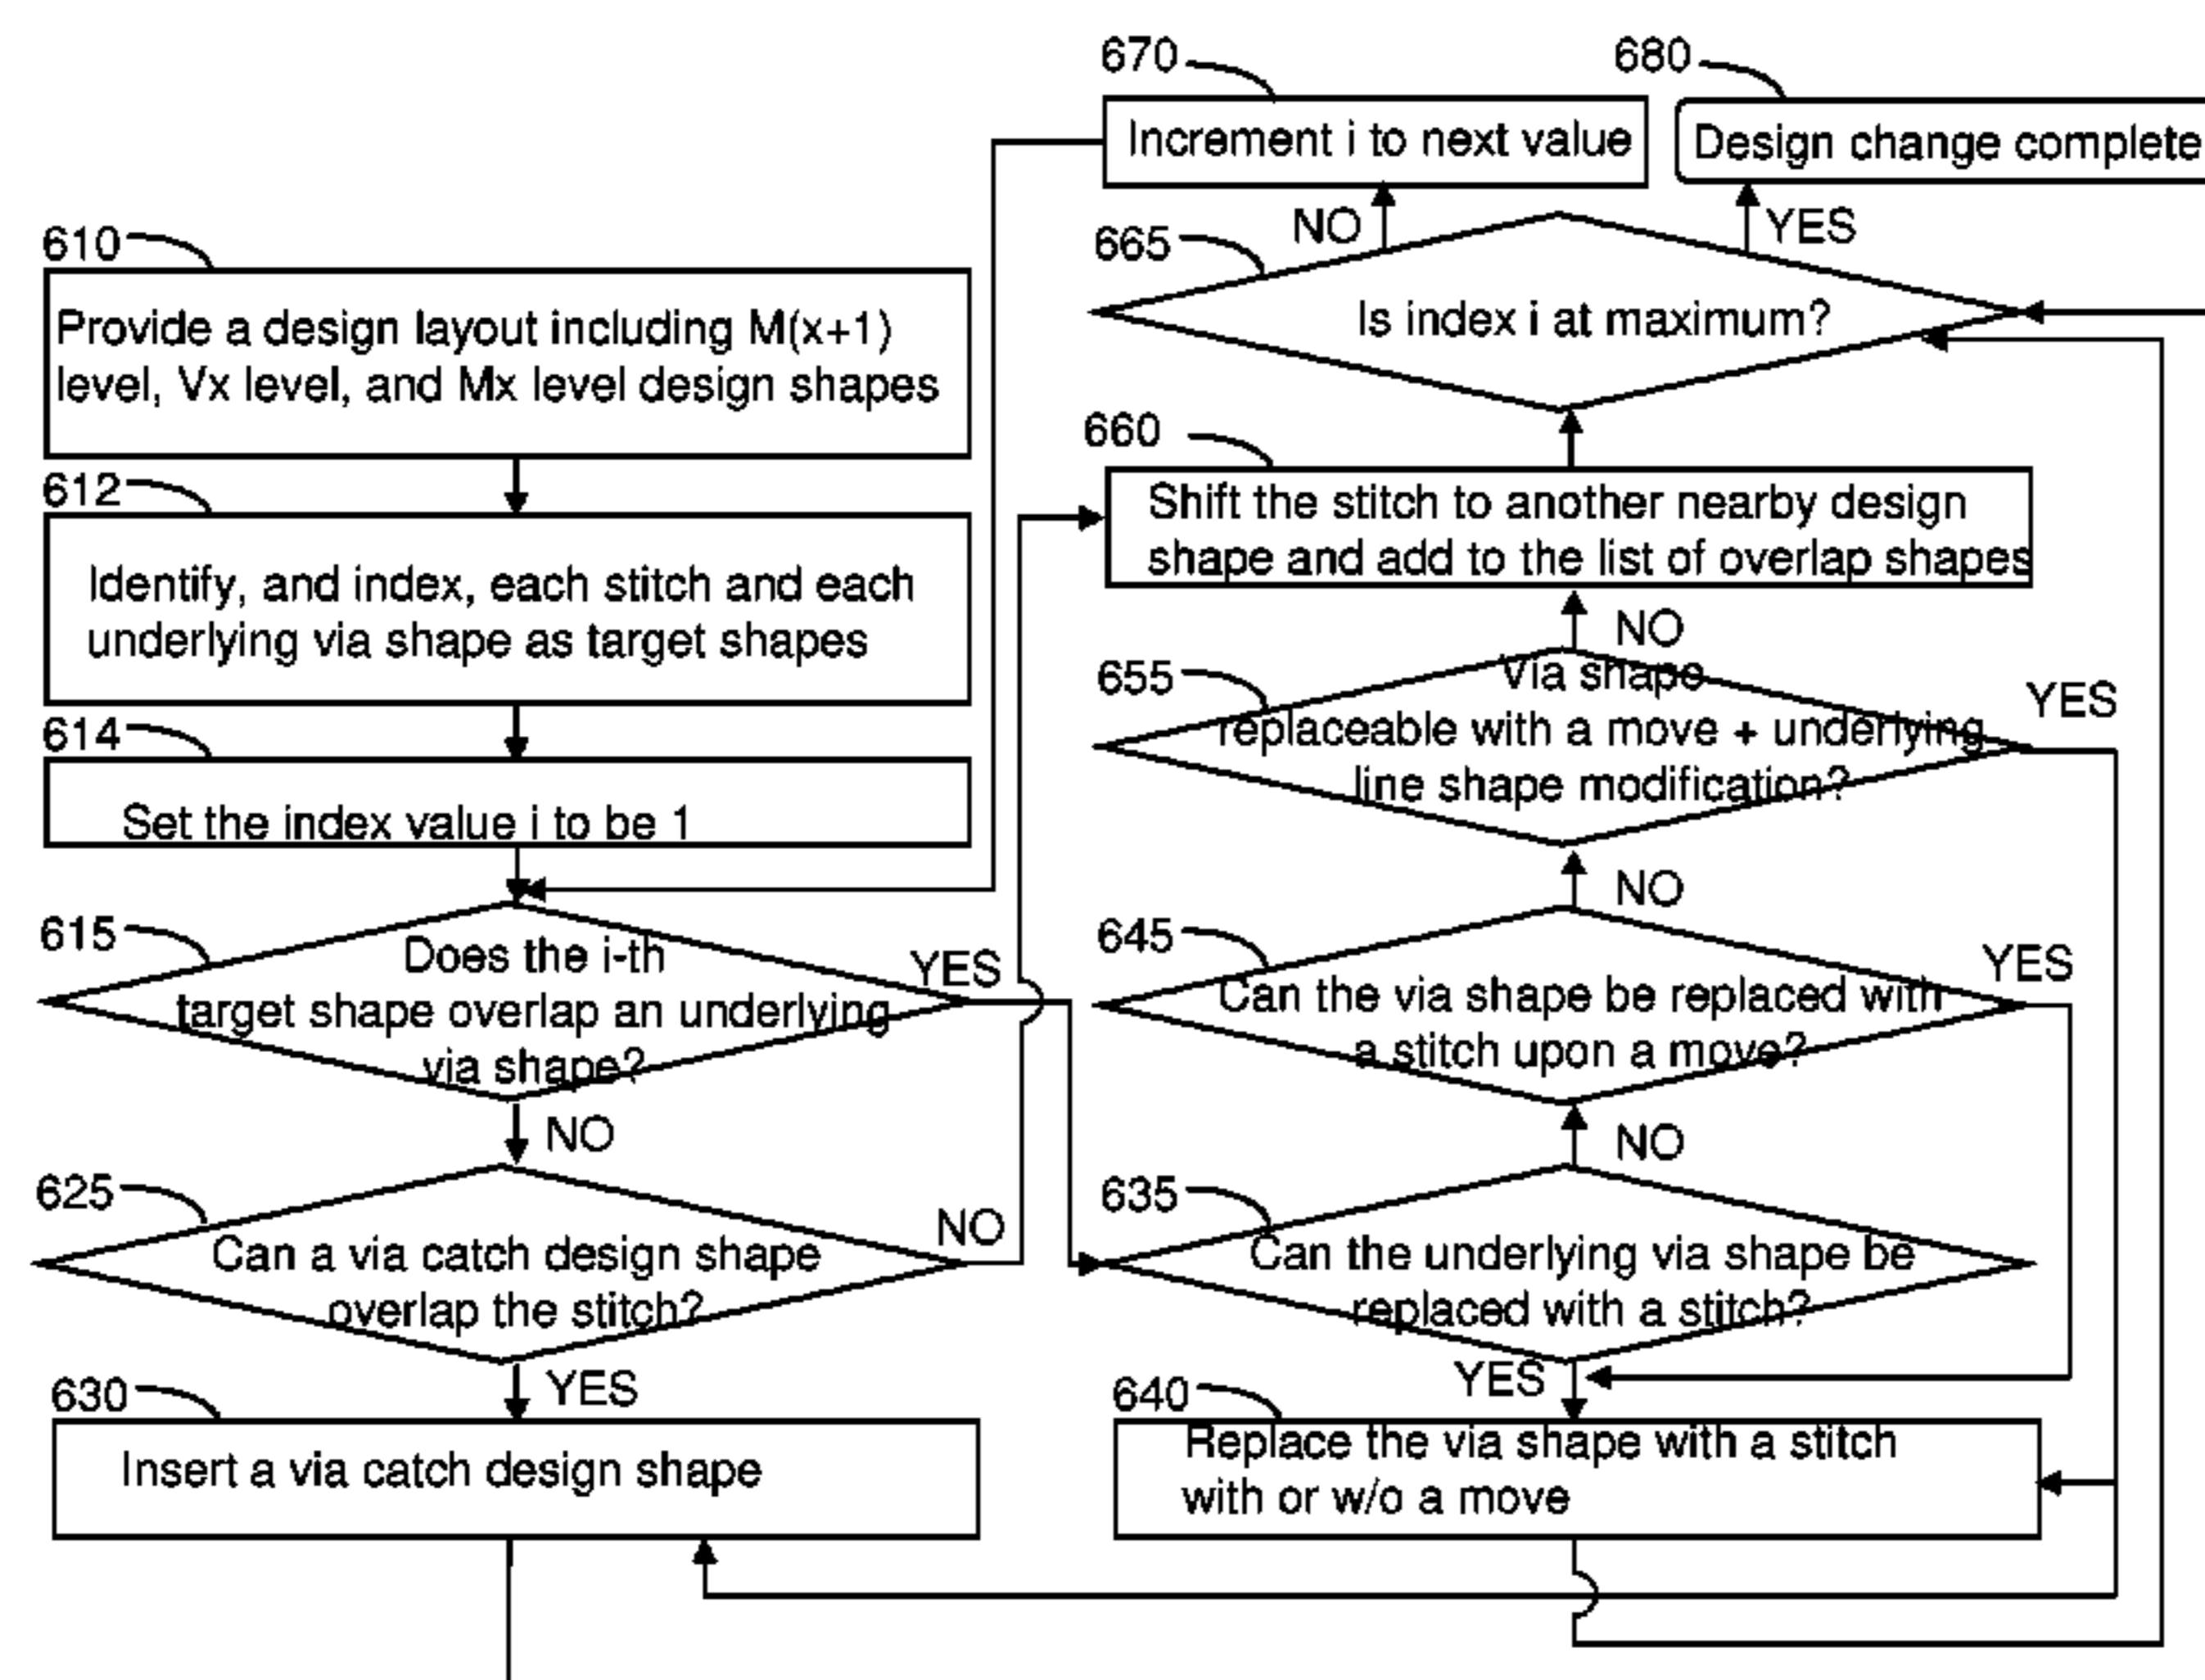 670
Increment i to next value
680
Design change complete
NO
YES
665
Is index i at maximum?
610
Provide a design layout including M(x+1)
level, Vx level, and Mx level design shapes
612
Identify, and index, each stitch and each
underlying via shape as target shapes
614
Set the index value i to be 1
615
Does the i-th
target shape overlap an underlying
via shape?
YES
NO
625
Can a via catch design shape
overlap the stitch?
NO
YES
630
Insert a via catch design shape
660
Shift the stitch to another nearby design
shape and add to the list of overlap shapes
NO
655
Via shape
replaceable with a move + underlying
line shape modification?
YES
NO
645
Can the via shape be replaced with
a stitch upon a move?
YES
NO
635
Can the underlying via shape be
replaced with a stitch?
YES
640
Replace the via shape with a stitch
with or w/o a move